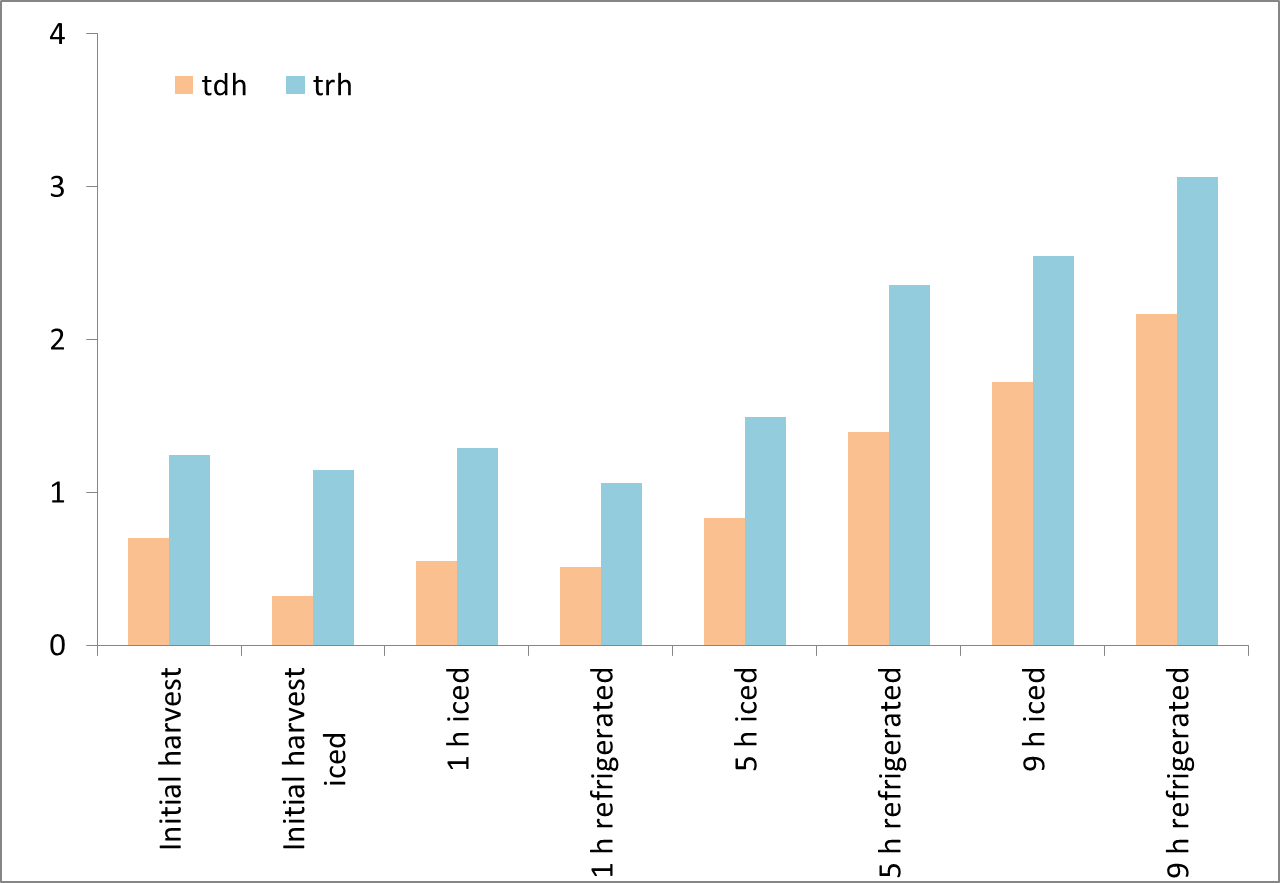 4
3
2
1
0
tdh
trh
Initial harvest
Initial harvest
iced
1 h iced
1 h refrigerated
5 h iced
5 h refrigerated
9 h iced
9 h refrigerated